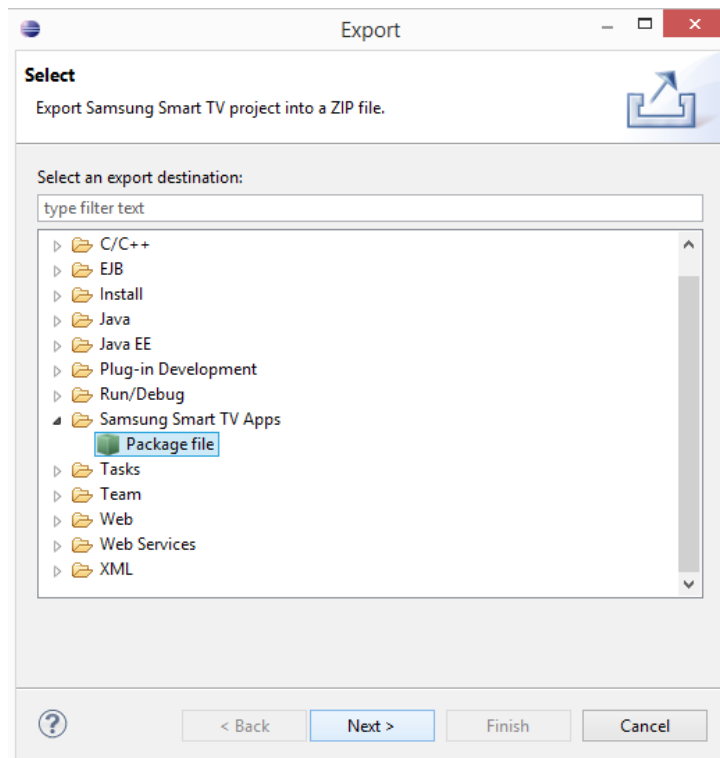 Export
Select
Export Samsung Smart TV project into a ZIP file.
Select an export destination:
type filter text
C/C++
EJB
Install
Java
Java EE
Plug-in Development
Run/Debug
Samsung Smart TV Apps
Package file
Tasks
Team
Web
Web Services
XML
?
< Back Next > Finish Cancel